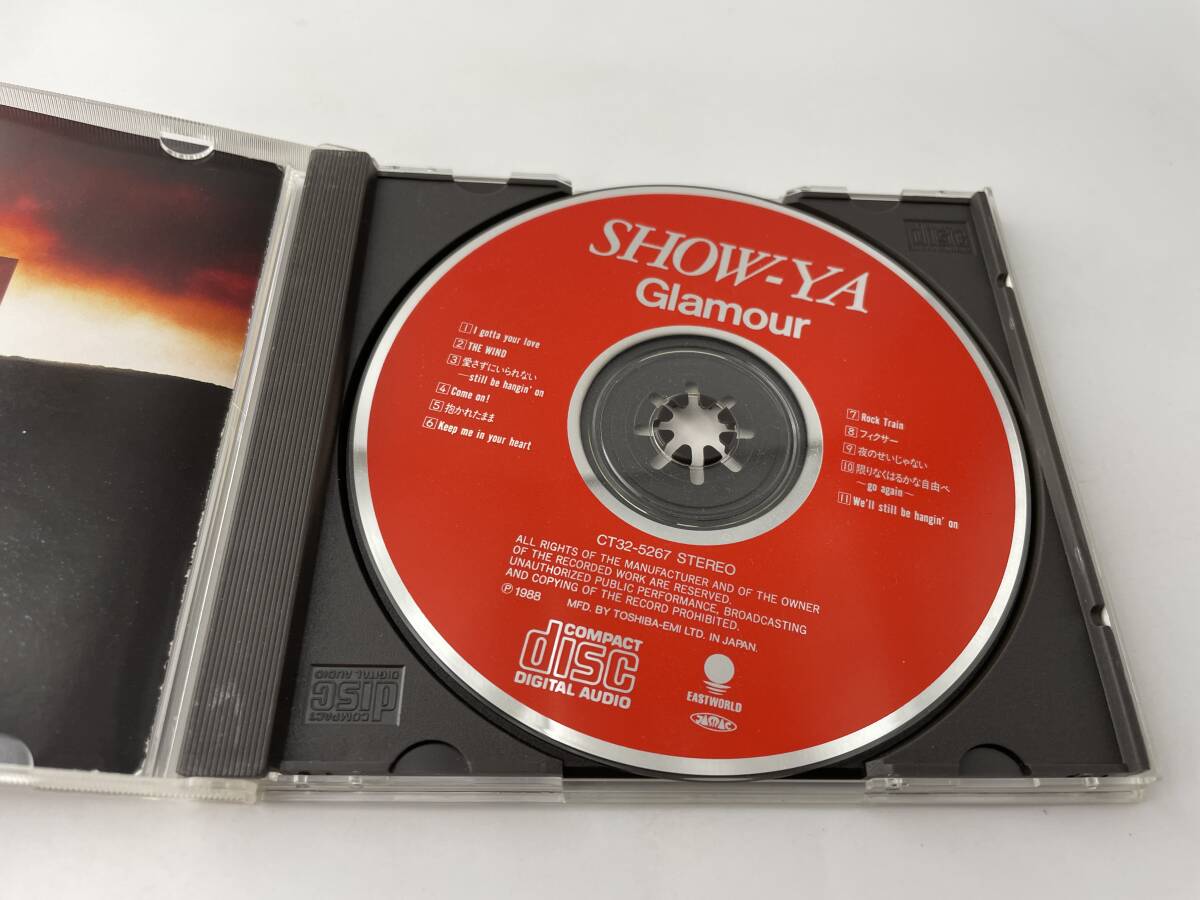 SHOW-YA
Glamour
1 I gotta your love
2 THE WIND
3 愛さずにいられない
—still be hangin' on
4 Come on!
5 抱かれたまま
6 Keep me in your heart
7 Rock Train
8 フィクサー
9 夜のせいじゃない
10 限りなくはるかな自由へ
〜go again〜
11 We'll still be hangin' on
CT32-5267 STEREO
ALL RIGHTS OF THE MANUFACTURER AND OF THE OWNER
OF THE RECORDED WORK ARE RESERVED.
UNAUTHORIZED PUBLIC PERFORMANCE, BROADCASTING
AND COPYING OF THE RECORD PROHIBITED.
℗ 1988
MFD. BY TOSHIBA-EMI LTD. IN JAPAN.
COMPACT
disc
DIGITAL AUDIO
EASTWORLD
JASRAC
disc
COMPACT
disc
DIGITAL AUDIO